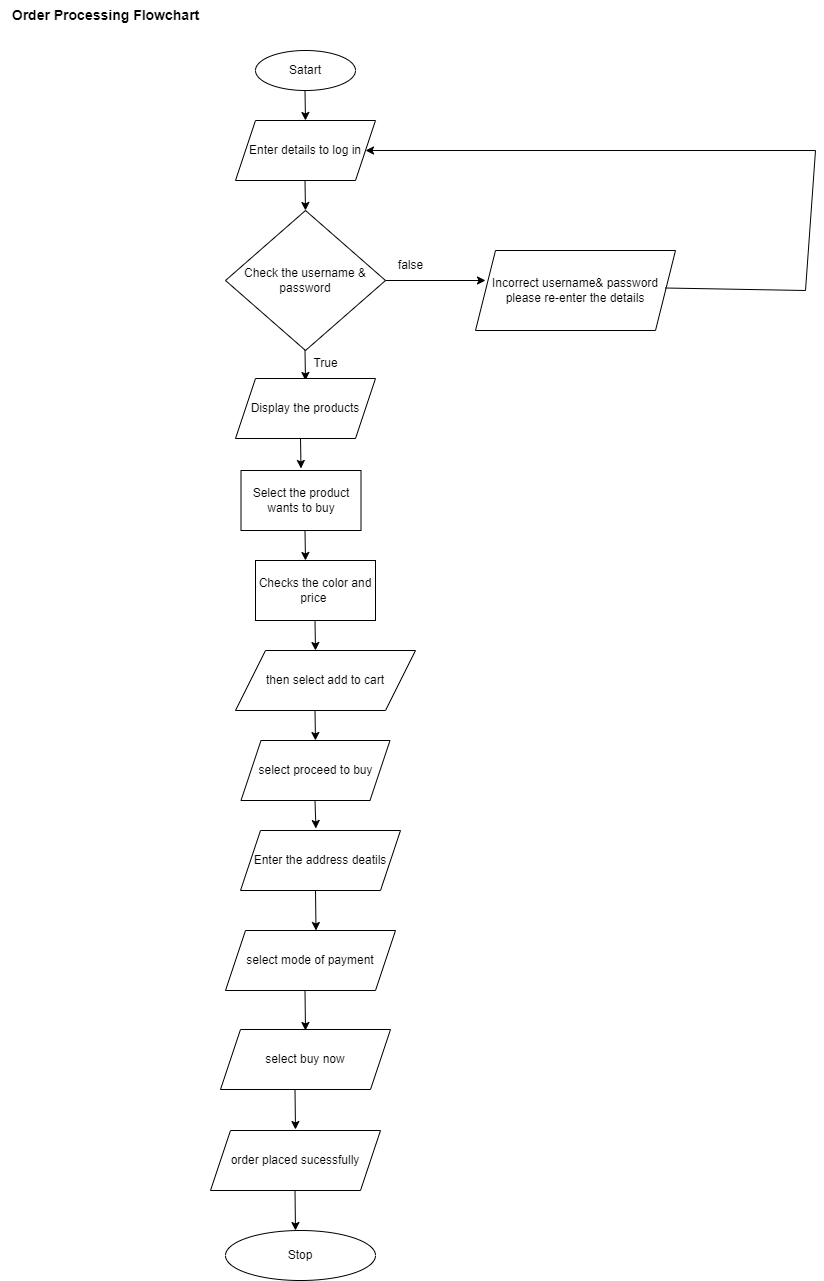 Order Processing Flowchart
Satart
Enter details to log in
Check the username &
password
false
Incorrect username& password
please re-enter the details
True
Display the products
Select the product
wants to buy
Checks the color and
price
then select add to cart
select proceed to buy
Enter the address deatils
select mode of payment
select buy now
order placed sucessfully
Stop